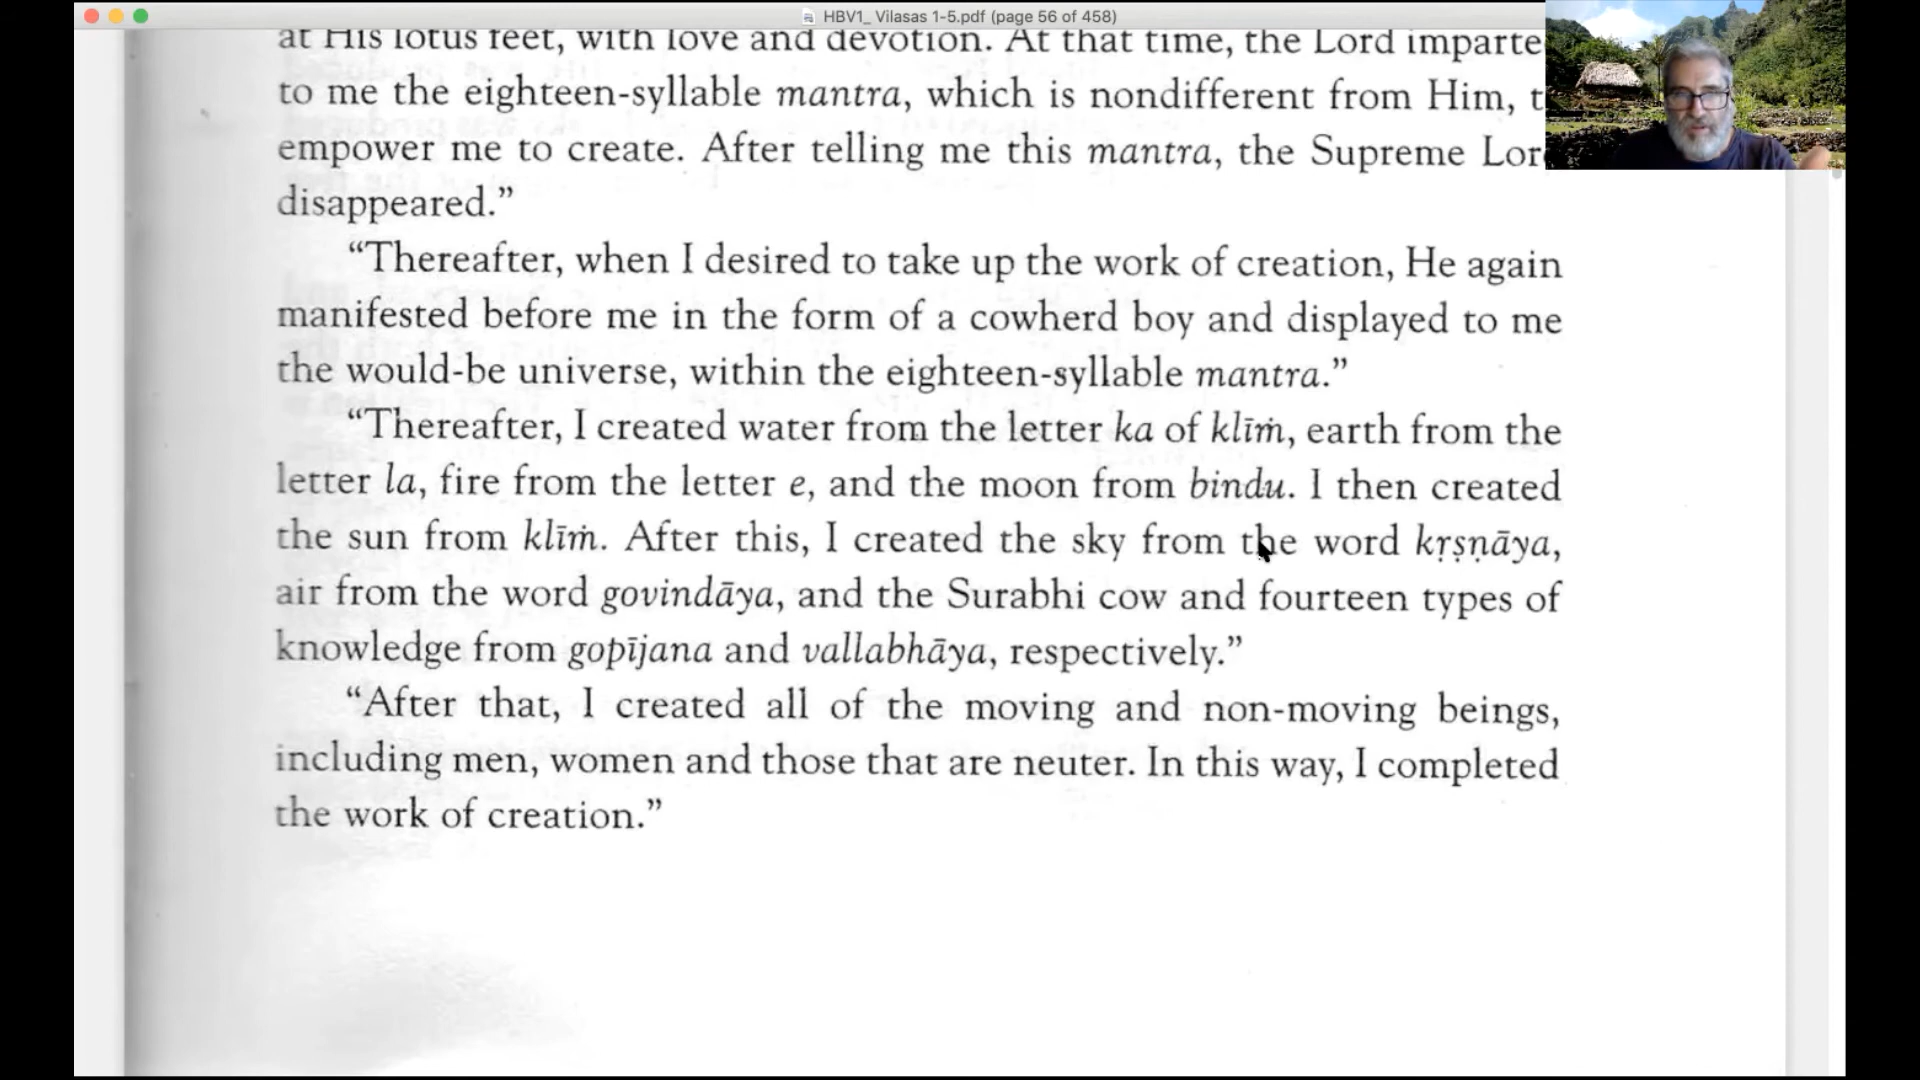 HBV1_ Vilasas 1-5.pdf (page 56 of 458)
at His lotus feet, with love and devotion. At that time, the Lord imparte
to me the eighteen-syllable mantra, which is nondifferent from Him, t
empower me to create. After telling me this mantra, the Supreme Lor
disappeared.”
“Thereafter, when I desired to take up the work of creation, He again
manifested before me in the form of a cowherd boy and displayed to me
the would-be universe, within the eighteen-syllable mantra.”
“Thereafter, I created water from the letter ka of klīṁ, earth from the
letter la, fire from the letter e, and the moon from bindu. I then created
the sun from klīṁ. After this, I created the sky from the word kṛṣṇāya,
air from the word govindāya, and the Surabhi cow and fourteen types of
knowledge from gopījana and vallabhāya, respectively.”
“After that, I created all of the moving and non-moving beings,
including men, women and those that are neuter. In this way, I completed
the work of creation.”